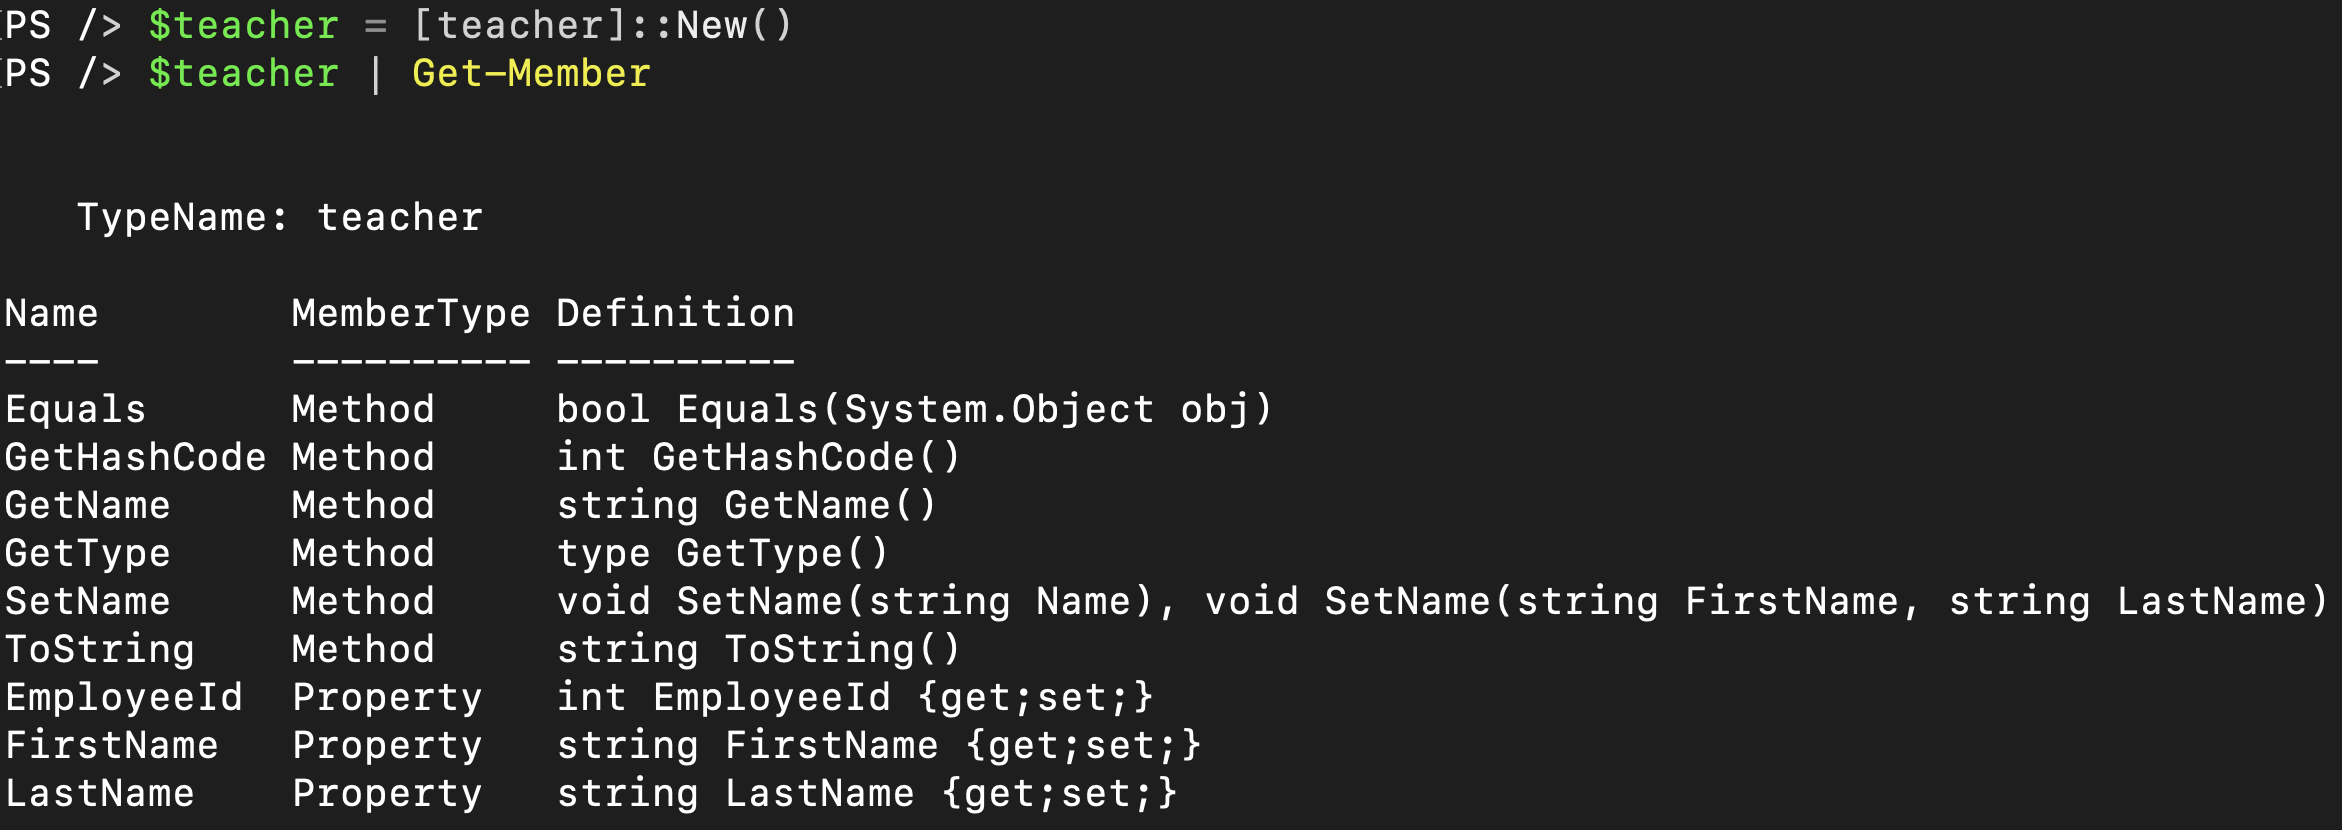 PS /> $teacher = [teacher]::New()
PS /> $teacher | Get-Member
TypeName: teacher
Name        MemberType Definition
----        ---------- ----------
Equals      Method     bool Equals(System.Object obj)
GetHashCode Method     int GetHashCode()
GetName     Method     string GetName()
GetType     Method     type GetType()
SetName     Method     void SetName(string Name), void SetName(string FirstName, string LastName)
ToString    Method     string ToString()
EmployeeId  Property   int EmployeeId {get;set;}
FirstName   Property   string FirstName {get;set;}
LastName    Property   string LastName {get;set;}